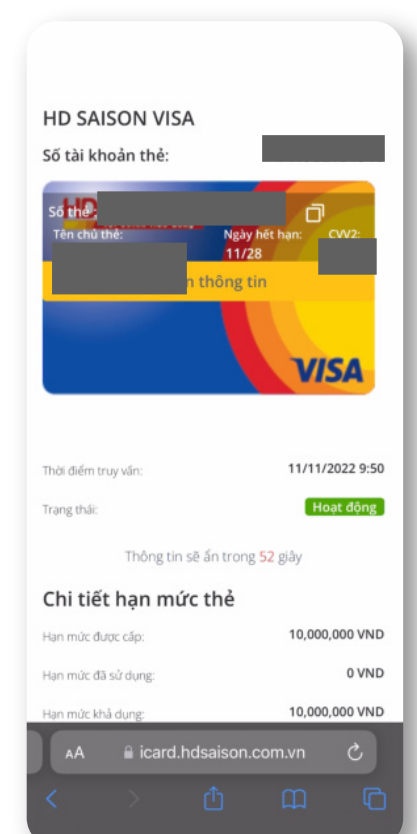 HD SAISON VISA
Số tài khoản thẻ:
Số thẻ:
Tên chủ thẻ: Ngày hết hạn: CVV2:
11/28
thông tin
VISA
Thời điểm truy vấn: 11/11/2022 9:50
Trạng thái: Hoạt động
Thông tin sẽ ẩn trong 52 giây
Chi tiết hạn mức thẻ
Hạn mức được cấp: 10,000,000 VND
Hạn mức đã sử dụng: 0 VND
Hạn mức khả dụng: 10,000,000 VND
AA icard.hdsaison.com.vn